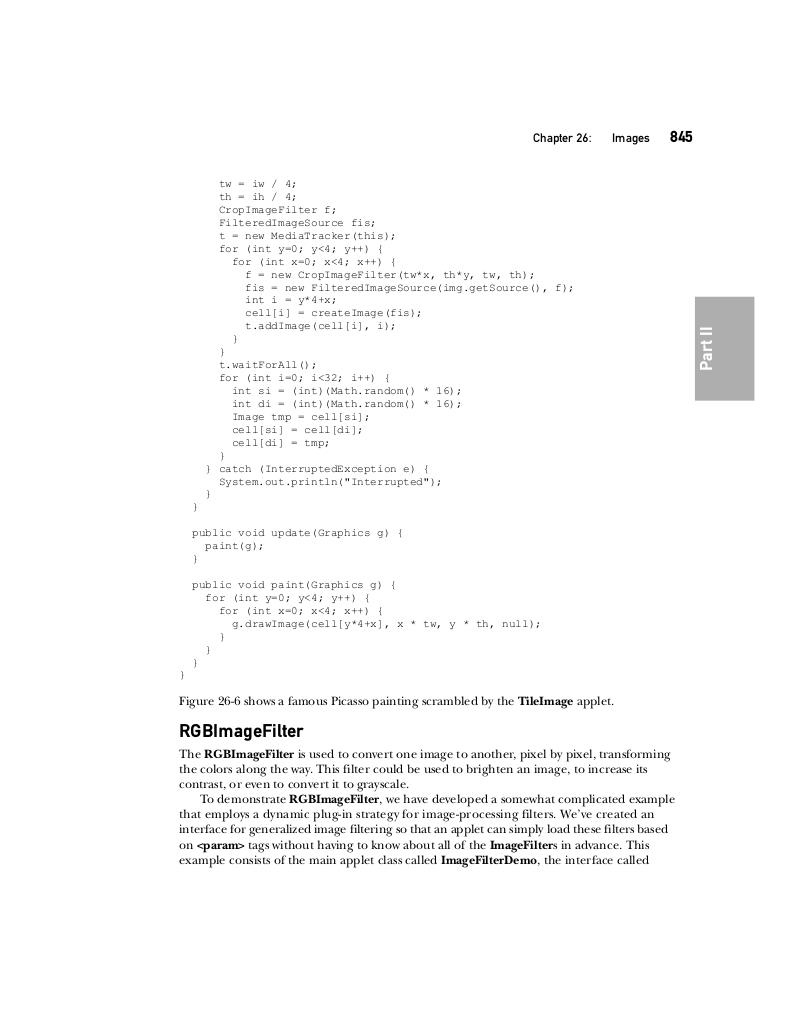 Chapter 26: Images 845
tw = iw / 4;
th = ih / 4;
CropImageFilter f;
FilteredImageSource fis;
t = new MediaTracker(this);
for (int y=0; y<4; y++) {
for (int x=0; x<4; x++) {
f = new CropImageFilter(tw*x, th*y, tw, th);
fis = new FilteredImageSource(img.getSource(), f);
int i = y*4+x;
cell[i] = createImage(fis);
t.addImage(cell[i], i);
}
}
t.waitForAll();
for (int i=0; i<32; i++) {
int si = (int)(Math.random() * 16);
int di = (int)(Math.random() * 16);
Image tmp = cell[si];
cell[si] = cell[di];
cell[di] = tmp;
}
} catch (InterruptedException e) {
System.out.println("Interrupted");
}
}
public void update(Graphics g) {
paint(g);
}
public void paint(Graphics g) {
for (int y=0; y<4; y++) {
for (int x=0; x<4; x++) {
g.drawImage(cell[y*4+x], x * tw, y * th, null);
}
}
}
}
Part II
Figure 26-6 shows a famous Picasso painting scrambled by the TileImage applet.
RGBImageFilter
The RGBImageFilter is used to convert one image to another, pixel by pixel, transforming
the colors along the way. This filter could be used to brighten an image, to increase its
contrast, or even to convert it to grayscale.
To demonstrate RGBImageFilter, we have developed a somewhat complicated example
that employs a dynamic plug-in strategy for image-processing filters. We've created an
interface for generalized image filtering so that an applet can simply load these filters based
on <param> tags without having to know about all of the ImageFilters in advance. This
example consists of the main applet class called ImageFilterDemo, the interface called